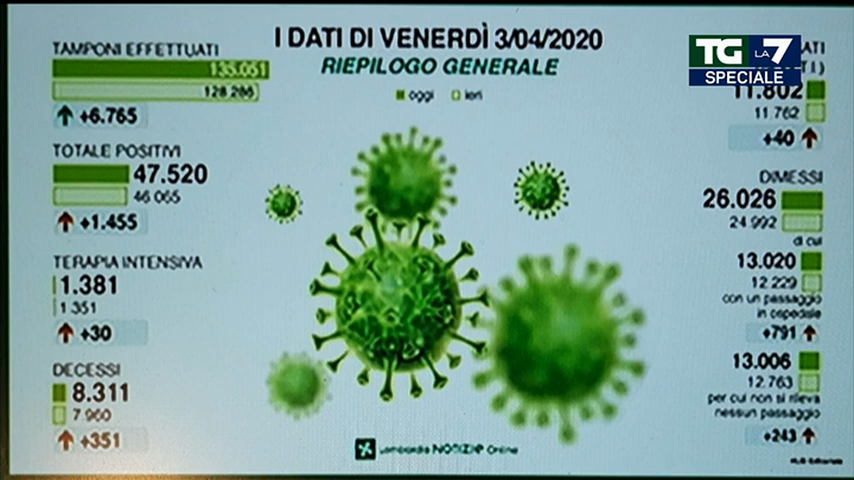 I DATI DI VENERDÌ 3/04/2020
RIEPILOGO GENERALE
oggi ieri
TG LA 7
SPECIALE
TAMPONI EFFETTUATI
135.051
128.286
+6.765
TOTALE POSITIVI
47.520
46.065
+1.455
TERAPIA INTENSIVA
1.381
1.351
+30
DECESSI
8.311
7.960
+351
11.802
11.762
+40
DIMESSI
26.026
24.992
di cui
13.020
12.229
con un passaggio
in ospedale
+791
13.006
12.763
per cui non si rileva
nessun passaggio
+243
Lombardia NOTIZIE Online